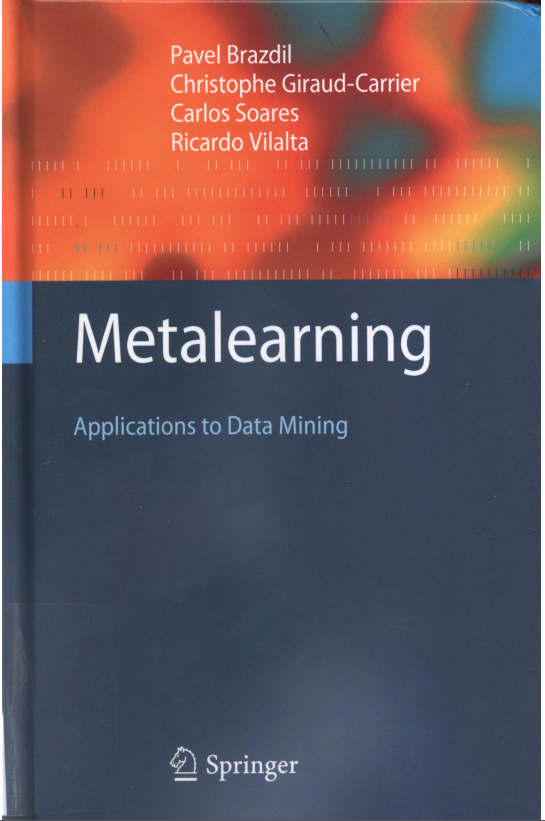 Pavel Brazdil
Christophe Giraud-Carrier
Carlos Soares
Ricardo Vilalta
Metalearning
Applications to Data Mining
Springer